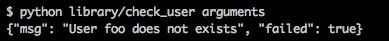 $ python library/check_user arguments
{"msg": "User foo does not exists", "failed": true}